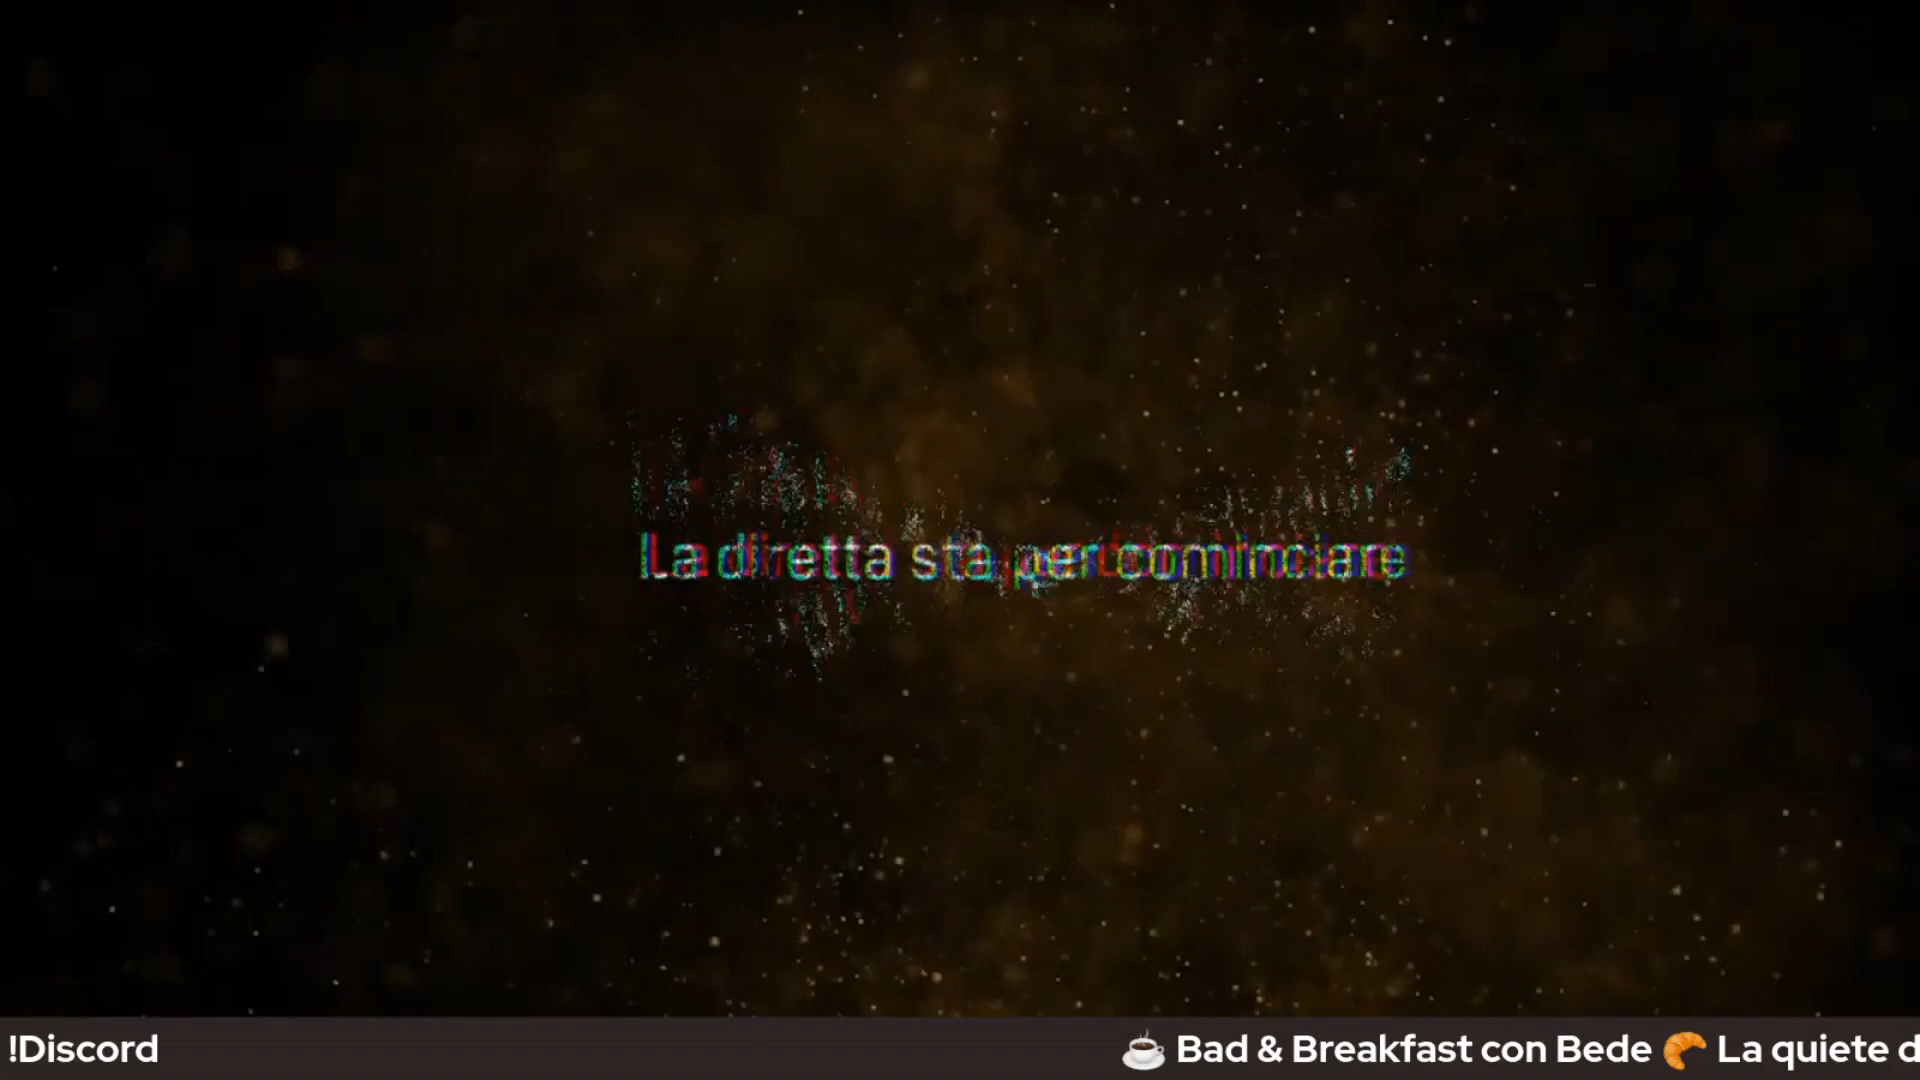 La diretta sta per cominciare
!Discord ☕ Bad & Breakfast con Bede 🥐 La quiete d